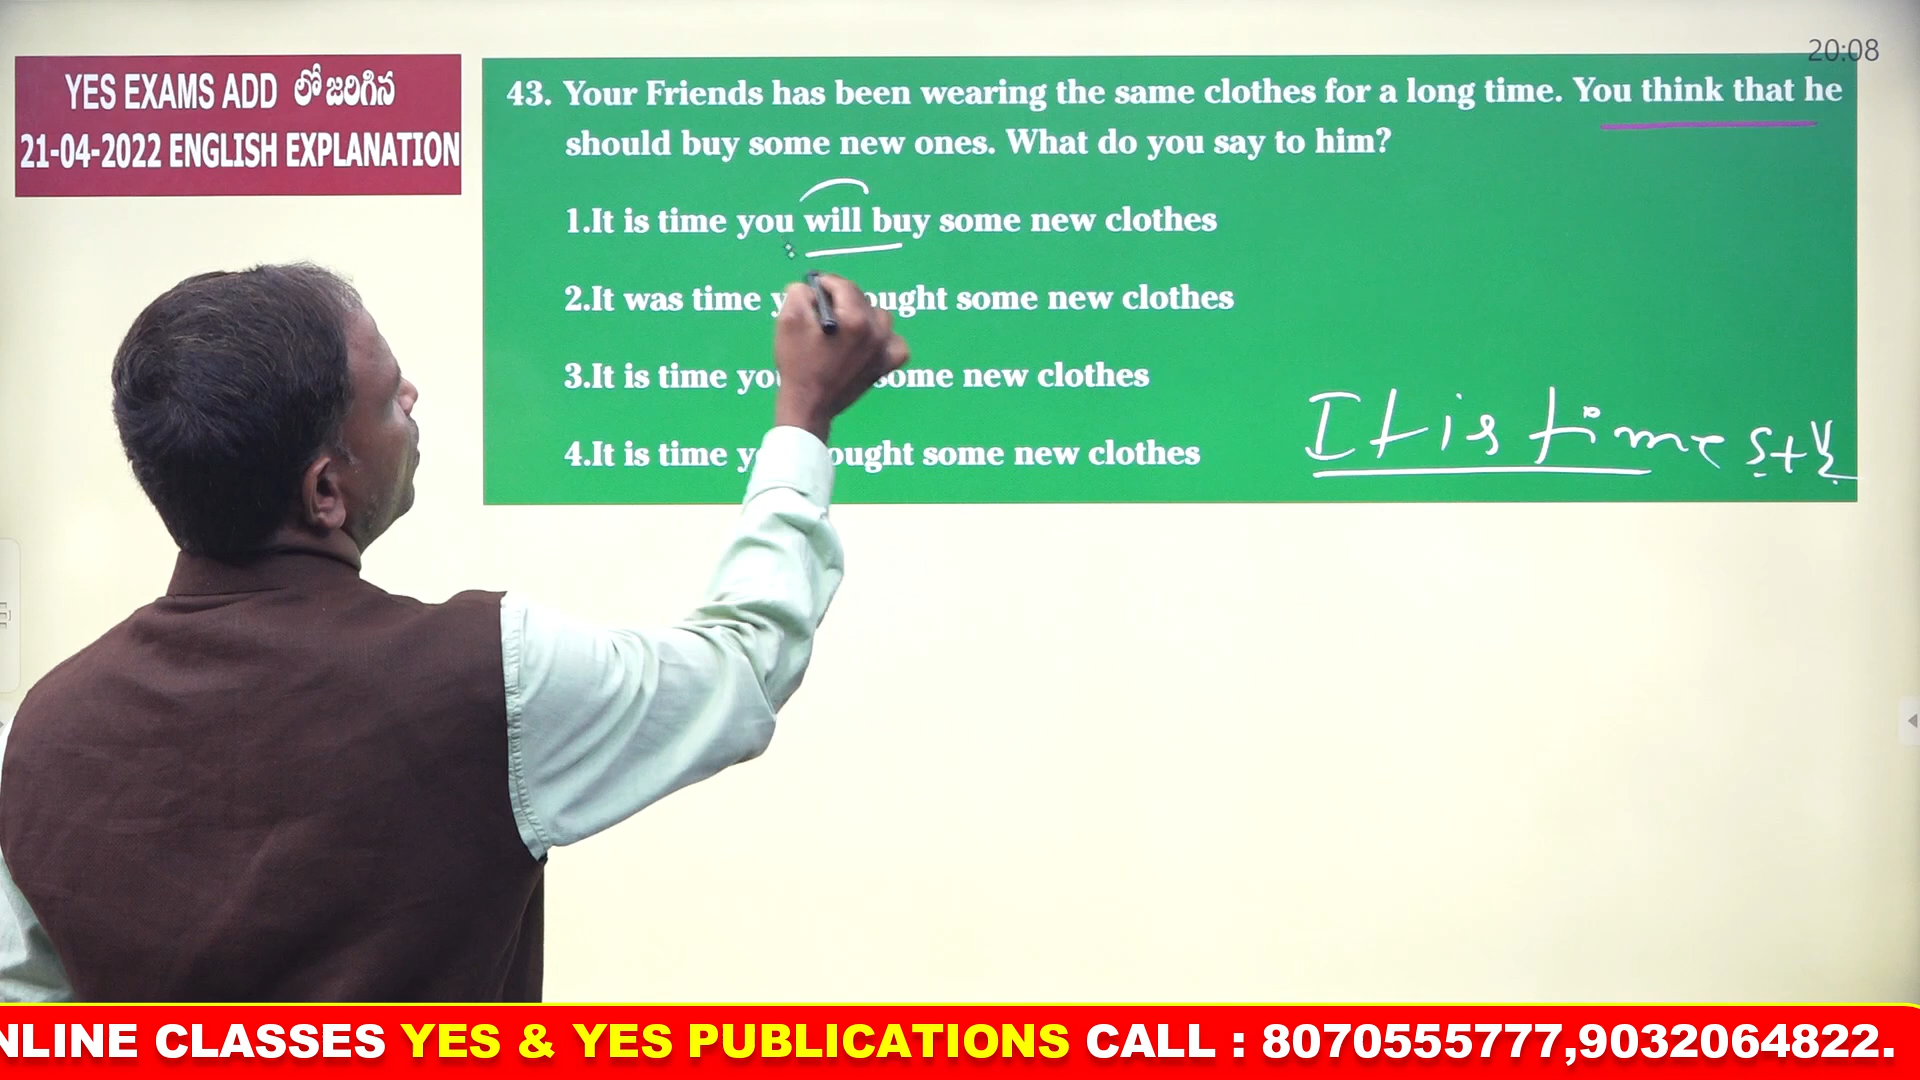 20:08
YES EXAMS ADD లో జరిగిన
21-04-2022 ENGLISH EXPLANATION
43. Your Friends has been wearing the same clothes for a long time. You think that he
should buy some new ones. What do you say to him?
1.It is time you will buy some new clothes
2.It was time some new clothes
3.It is time some new clothes
4.It is time some new clothes
It is time S+V2
NLINE CLASSES YES & YES PUBLICATIONS CALL : 8070555777,9032064822.